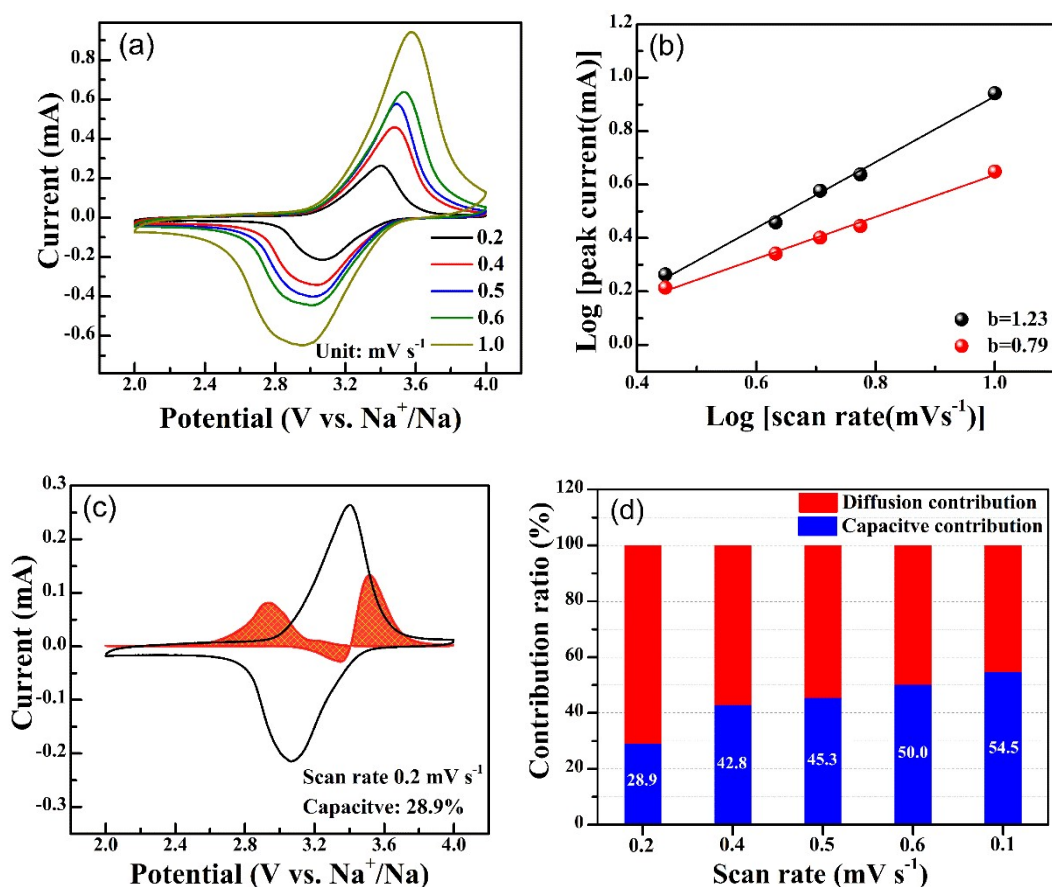 (a)
0.8
0.6
0.4
0.2
0.0
-0.2
-0.4
-0.6
Current (mA)
0.2
0.4
0.5
0.6
1.0
Unit: mV s⁻¹
2.0 2.4 2.8 3.2 3.6 4.0
Potential (V vs. Na⁺/Na)
(b)
1.2
1.0
0.8
0.6
0.4
0.2
0.0
Log [peak current(mA)]
b=1.23
b=0.79
0.4 0.6 0.8 1.0
Log [scan rate(mVs⁻¹)]
(c)
0.3
0.2
0.1
0.0
-0.1
-0.2
-0.3
Current (mA)
Scan rate 0.2 mV s⁻¹
Capacitve: 28.9%
2.0 2.4 2.8 3.2 3.6 4.0
Potential (V vs. Na⁺/Na)
(d)
Diffusion contribution
Capacitve contribution
120
100
80
60
40
20
0
Contribution ratio (%)
28.9 42.8 45.3 50.0 54.5
0.2 0.4 0.5 0.6 0.1
Scan rate (mV s⁻¹)